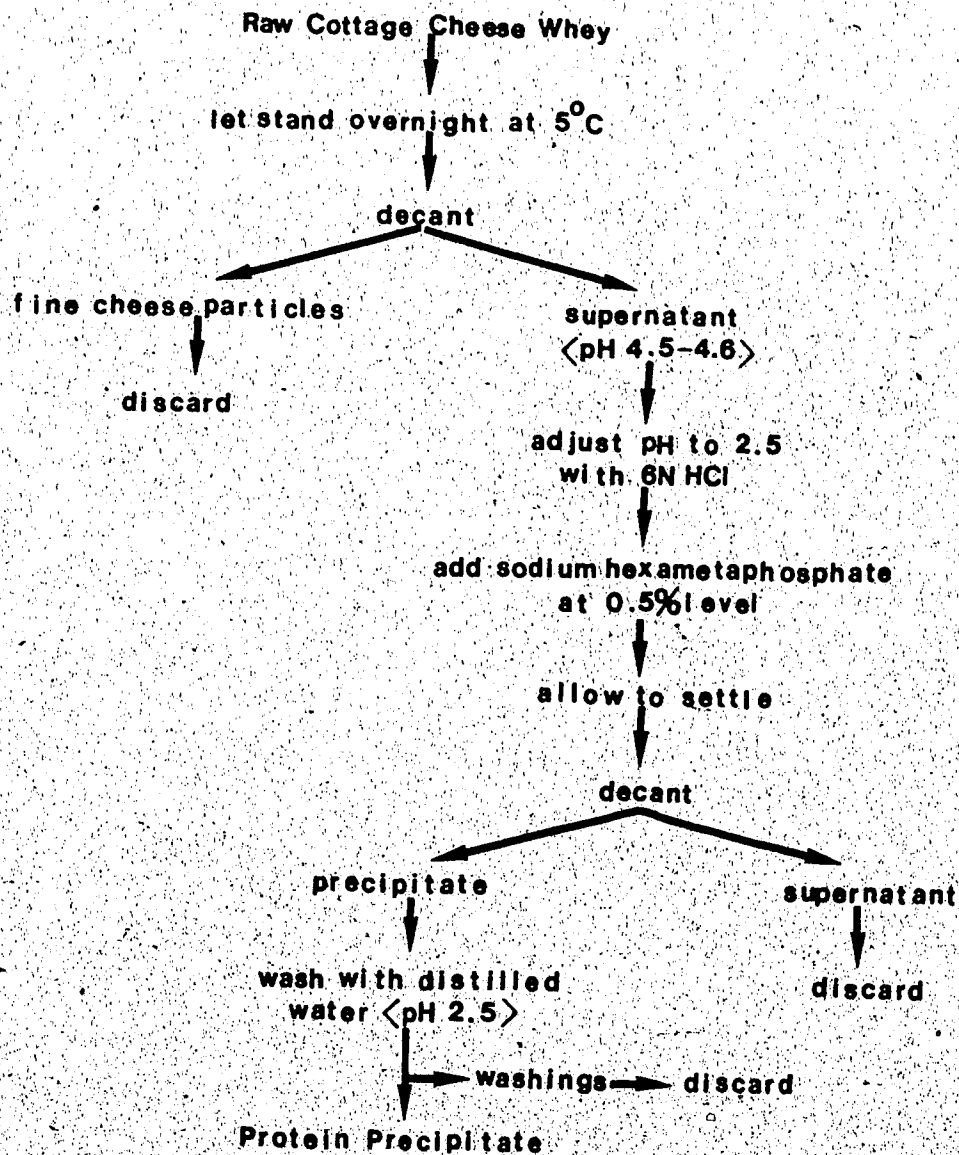 Raw Cottage Cheese Whey
let stand overnight at 5°C
decant
fine cheese particles
discard
supernatant
<pH 4.5-4.6>
adjust pH to 2.5
with 6N HCl
add sodium hexametaphosphate
at 0.5% level
allow to settle
decant
precipitate
wash with distilled
water <pH 2.5>
washings discard
Protein Precipitate
supernatant
discard